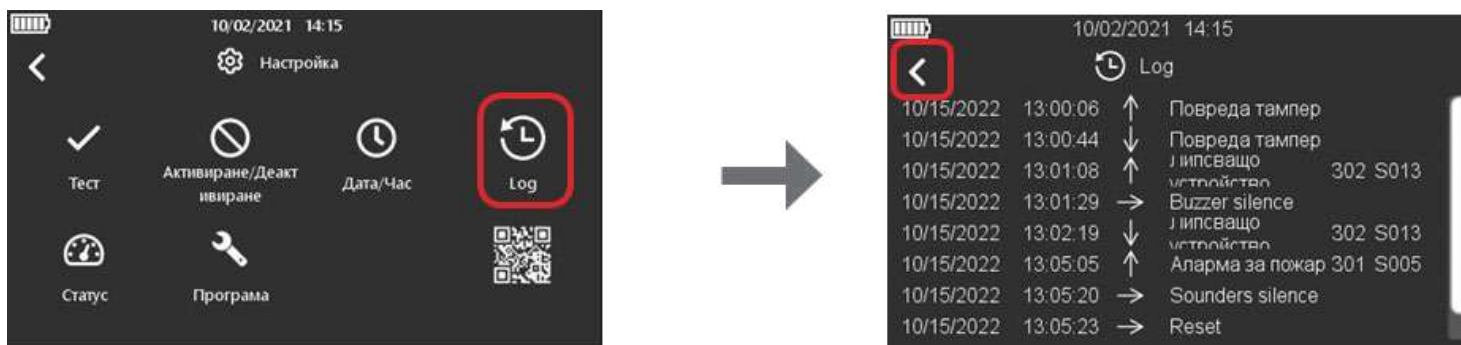 10/02/2021 14:15
Настройка
Тест
Активиране/Деакт
ивиране
Дата/Час
Log
Статус
Програма
10/02/2021 14:15
Log
10/15/2022 13:00:06 ↑ Повреда тампер
10/15/2022 13:00:44 ↓ Повреда тампер
10/15/2022 13:01:08 ↑ Липсващо устройство 302 S013
10/15/2022 13:01:29 → Buzzer silence
10/15/2022 13:02:19 ↓ Липсващо устройство 302 S013
10/15/2022 13:05:05 ↑ Аларма за пожар 301 S005
10/15/2022 13:05:20 → Sounders silence
10/15/2022 13:05:23 → Reset